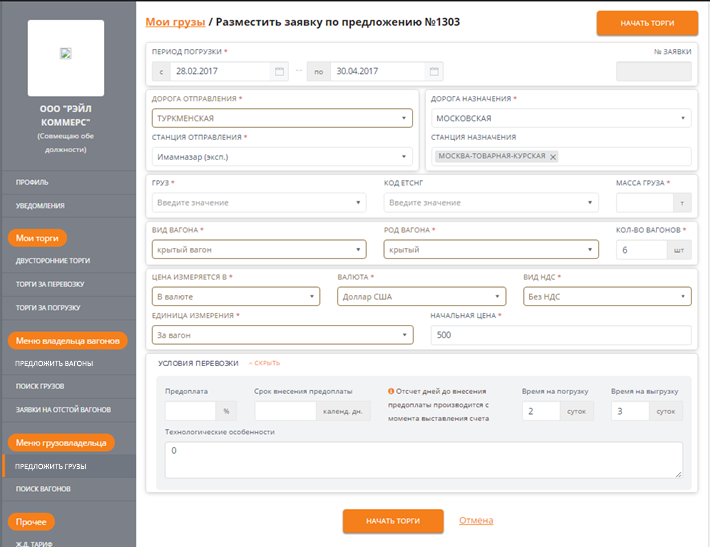 ООО "РЭЙЛ
КОММЕРС"
(Совмещаю обе
должности)
ПРОФИЛЬ
УВЕДОМЛЕНИЯ
Мои торги
ДВУСТОРОННИЕ ТОРГИ
ТОРГИ ЗА ПЕРЕВОЗКУ
ТОРГИ ЗА ПОГРУЗКУ
Меню владельца вагонов
ПРЕДЛОЖИТЬ ВАГОНЫ
ПОИСК ГРУЗОВ
ЗАЯВКИ НА ОТСТОЙ ВАГОНОВ
Меню грузовладельца
ПРЕДЛОЖИТЬ ГРУЗЫ
ПОИСК ВАГОНОВ
Прочее
Ж.Д. ТАРИФ
Мои грузы / Разместить заявку по предложению №1303
НАЧАТЬ ТОРГИ
ПЕРИОД ПОГРУЗКИ * № ЗАЯВКИ
с 28.02.2017 ... по 30.04.2017
ДОРОГА ОТПРАВЛЕНИЯ * ДОРОГА НАЗНАЧЕНИЯ *
ТУРКМЕНСКАЯ МОСКОВСКАЯ
СТАНЦИЯ ОТПРАВЛЕНИЯ * СТАНЦИЯ НАЗНАЧЕНИЯ
Имамназар (эксп.) МОСКВА-ТОВАРНАЯ-КУРСКАЯ ×
ГРУЗ * КОД ЕТСНГ МАССА ГРУЗА *
Введите значение Введите значение т
ВИД ВАГОНА * РОД ВАГОНА * КОЛ-ВО ВАГОНОВ *
крытый вагон крытый 6 шт
ЦЕНА ИЗМЕРЯЕТСЯ В * ВАЛЮТА * ВИД НДС *
В валюте Доллар США Без НДС
ЕДИНИЦА ИЗМЕРЕНИЯ * НАЧАЛЬНАЯ ЦЕНА *
За вагон 500
УСЛОВИЯ ПЕРЕВОЗКИ – СКРЫТЬ
Предоплата Срок внесения предоплаты Отсчет дней до внесения Время на погрузку Время на выгрузку
% календ. дн. предоплаты производится с 2 суток 3 суток
момента выставления счета
Технологические особенности
0
НАЧАТЬ ТОРГИ Отмена